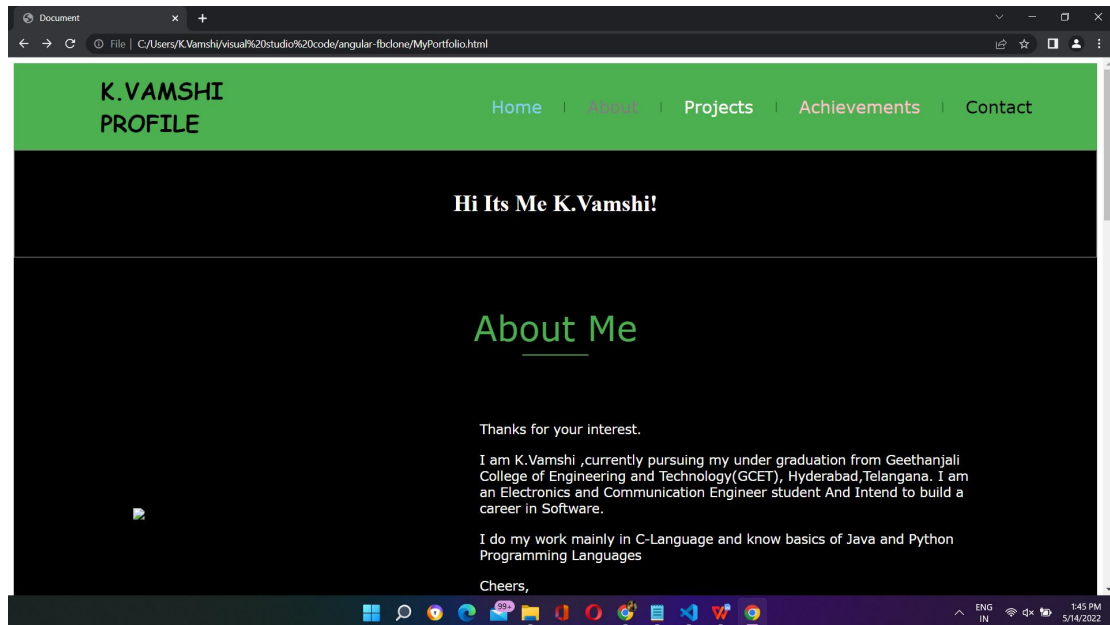 Document
File | C:/Users/K.Vamshi/visual%20studio%20code/angular-fbclone/MyPortfolio.html
K.VAMSHI
PROFILE
Home | About | Projects | Achievements | Contact
Hi Its Me K.Vamshi!
About Me
Thanks for your interest.
I am K.Vamshi ,currently pursuing my under graduation from Geethanjali
College of Engineering and Technology(GCET), Hyderabad,Telangana. I am
an Electronics and Communication Engineer student And Intend to build a
career in Software.
I do my work mainly in C-Language and know basics of Java and Python
Programming Languages
Cheers,
99+
ENG
IN
1:45 PM
5/14/2022